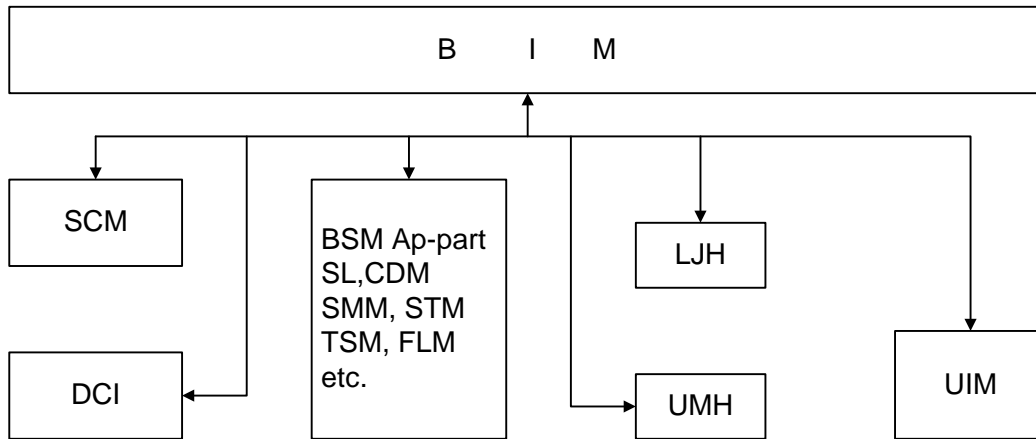 B I M
SCM
BSM Ap-part
SL,CDM
SMM, STM
TSM, FLM
etc.
LJH
DCI
UMH
UIM